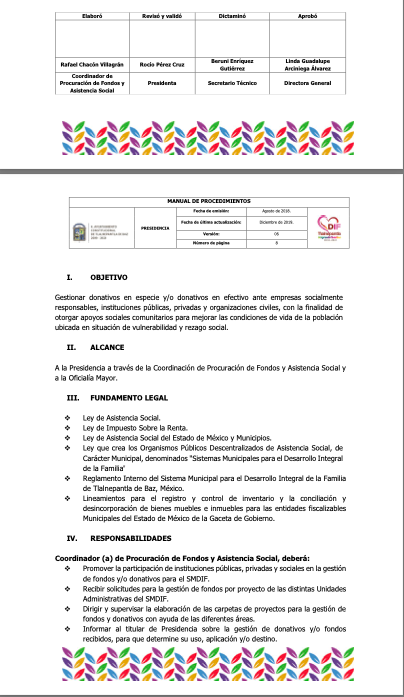 Elaboró Revisó y validó Dictaminó Aprobó
Rafael Chacón Villagrán Rocío Pérez Cruz Beruni Enríquez Gutiérrez Linda Guadalupe Arciniega Álvarez
Coordinador de Procuración de Fondos y Asistencia Social Presidenta Secretario Técnico Directora General
MANUAL DE PROCEDIMIENTOS
PRESIDENCIA
Fecha de emisión: Agosto de 2018.
Fecha de última actualización: Diciembre de 2019.
Versión: 06
Número de página 8
DIF
Tlalnepantla
I. OBJETIVO
Gestionar donativos en especie y/o donativos en efectivo ante empresas socialmente
responsables, instituciones públicas, privadas y organizaciones civiles, con la finalidad de
otorgar apoyos sociales comunitarios para mejorar las condiciones de vida de la población
ubicada en situación de vulnerabilidad y rezago social.
II. ALCANCE
A la Presidencia a través de la Coordinación de Procuración de Fondos y Asistencia Social y
a la Oficialía Mayor.
III. FUNDAMENTO LEGAL
❖ Ley de Asistencia Social.
❖ Ley de Impuesto Sobre la Renta.
❖ Ley de Asistencia Social del Estado de México y Municipios.
❖ Ley que crea los Organismos Públicos Descentralizados de Asistencia Social, de
Carácter Municipal, denominados "Sistemas Municipales para el Desarrollo Integral
de la Familia"
❖ Reglamento Interno del Sistema Municipal para el Desarrollo Integral de la Familia
de Tlalnepantla de Baz, México.
❖ Lineamientos para el registro y control de inventario y la conciliación y
desincorporación de bienes muebles e inmuebles para las entidades fiscalizables
Municipales del Estado de México de la Gaceta de Gobierno.
IV. RESPONSABILIDADES
Coordinador (a) de Procuración de Fondos y Asistencia Social, deberá:
❖ Promover la participación de instituciones públicas, privadas y sociales en la gestión
de fondos y/o donativos para el SMDIF.
❖ Recibir solicitudes para la gestión de fondos por proyecto de las distintas Unidades
Administrativas del SMDIF.
❖ Dirigir y supervisar la elaboración de las carpetas de proyectos para la gestión de
fondos y donativos con ayuda de las diferentes áreas.
❖ Informar al titular de Presidencia sobre la gestión de donativos y/o fondos
recibidos, para que determine su uso, aplicación y/o destino.